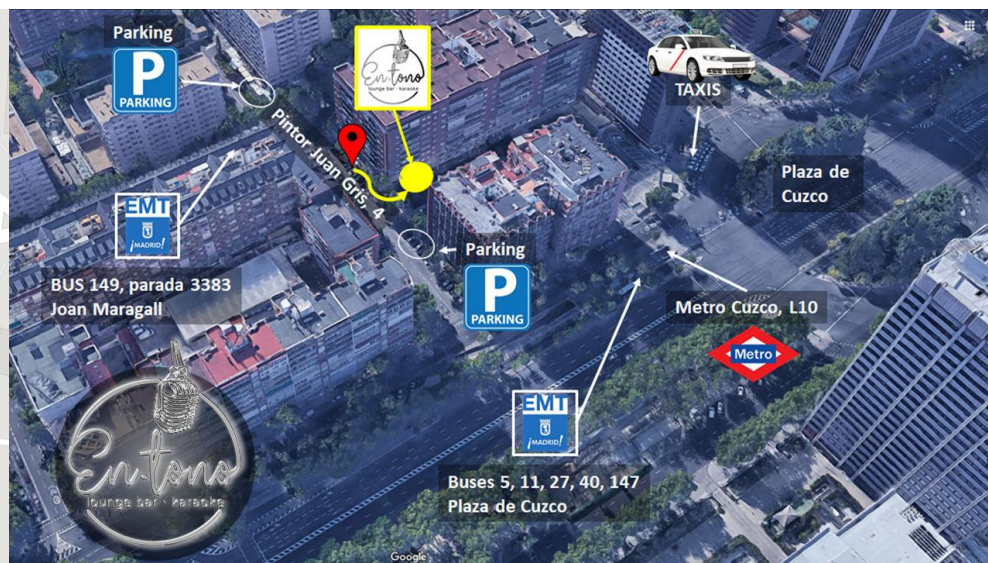 Parking
P
PARKING
En-tono
lounge bar - karaoke
TAXIS
Pintor Juan Gris, 4
Plaza de
Cuzco
EMT
¡MADRID!
BUS 149, parada 3383
Joan Maragall
Parking
P
PARKING
Metro Cuzco, L10
Metro
EMT
¡MADRID!
Buses 5, 11, 27, 40, 147
Plaza de Cuzco
En-tono
lounge bar - karaoke
Google